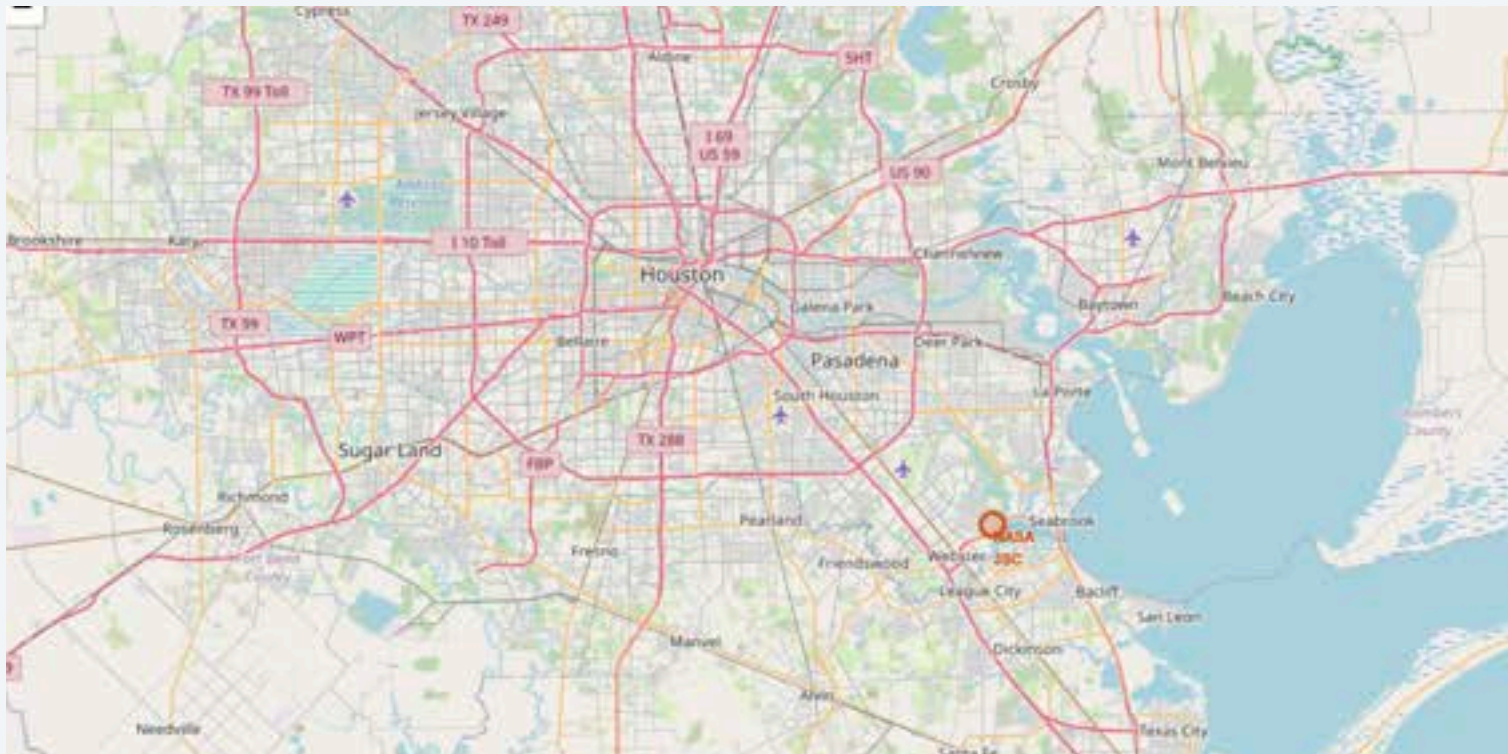 Cypress
TX 249
Aldine
SHT
TX 99 Toll
Crosby
Jersey Village
I 69
US 59
US 90
Mont Belvieu
Brookshire
Katy
I 10 Toll
Houston
Channelview
Galena Park
Baytown
Beach City
TX 99
WPT
Bellaire
Deer Park
Pasadena
South Houston
La Porte
Sugar Land
TX 288
FBP
Richmond
Rosenberg
Pearland
Seabrook
NASA
JSC
Fresno
Friendswood
Webster
League City
Bacliff
San Leon
Manvel
Dickinson
Alvin
Needville
Texas City